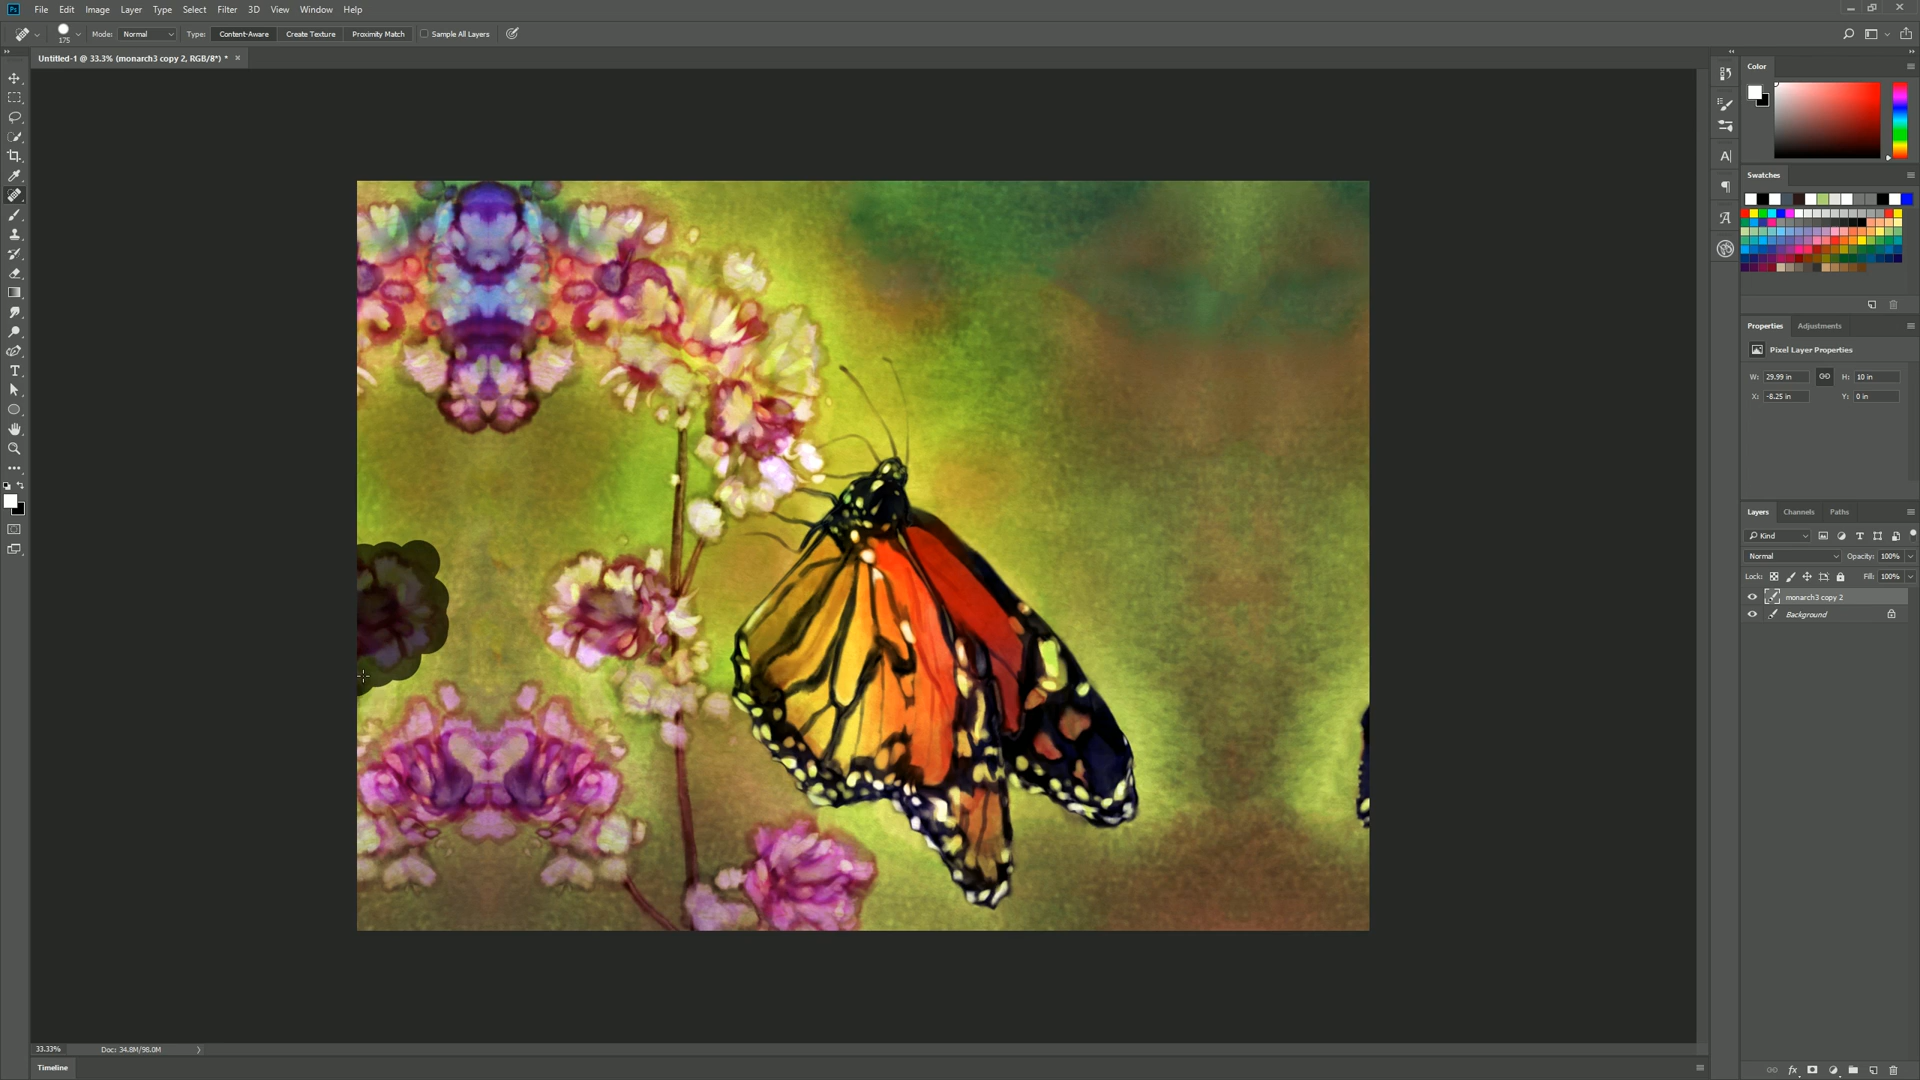 Ps File Edit Image Layer Type Select Filter 3D View Window Help
175 Mode: Normal Type: Content-Aware Create Texture Proximity Match Sample All Layers
Untitled-1 @ 33.3% (monarch3 copy 2, RGB/8*) * ×
Color
Swatches
Properties Adjustments
Pixel Layer Properties
W: 29.99 in H: 10 in
X: -8.25 in Y: 0 in
Layers Channels Paths
Kind
Normal Opacity: 100%
Lock: Fill: 100%
monarch3 copy 2
Background
fx
33.33% Doc: 34.8M/98.0M
Timeline